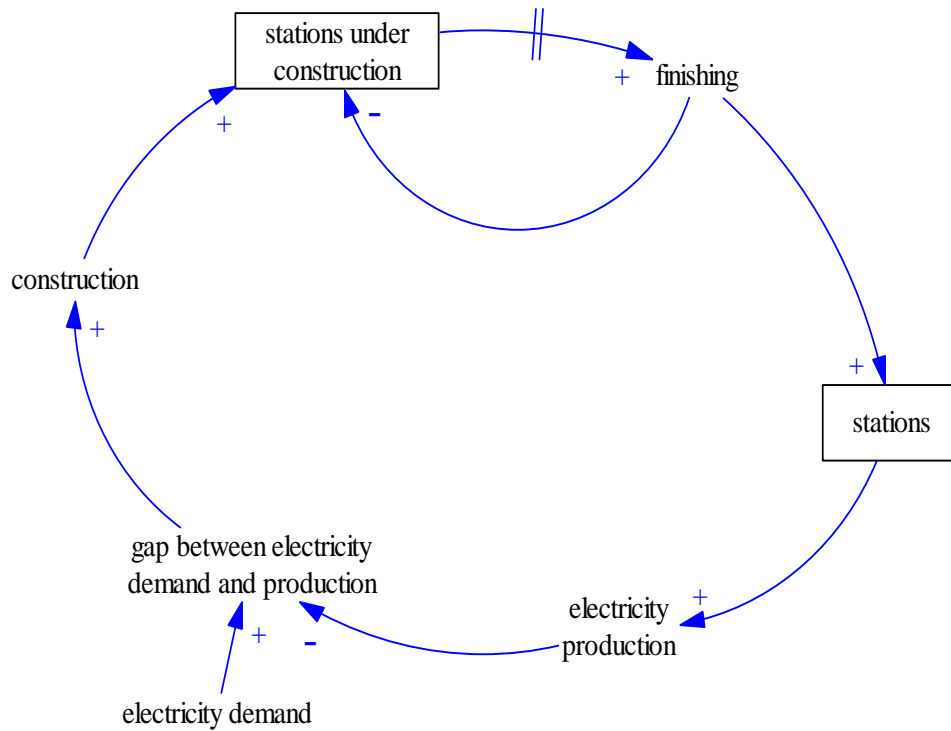 stations under
construction
+
finishing
-
+
construction
+
+
stations
gap between electricity
demand and production
+
electricity
production
+
-
electricity demand